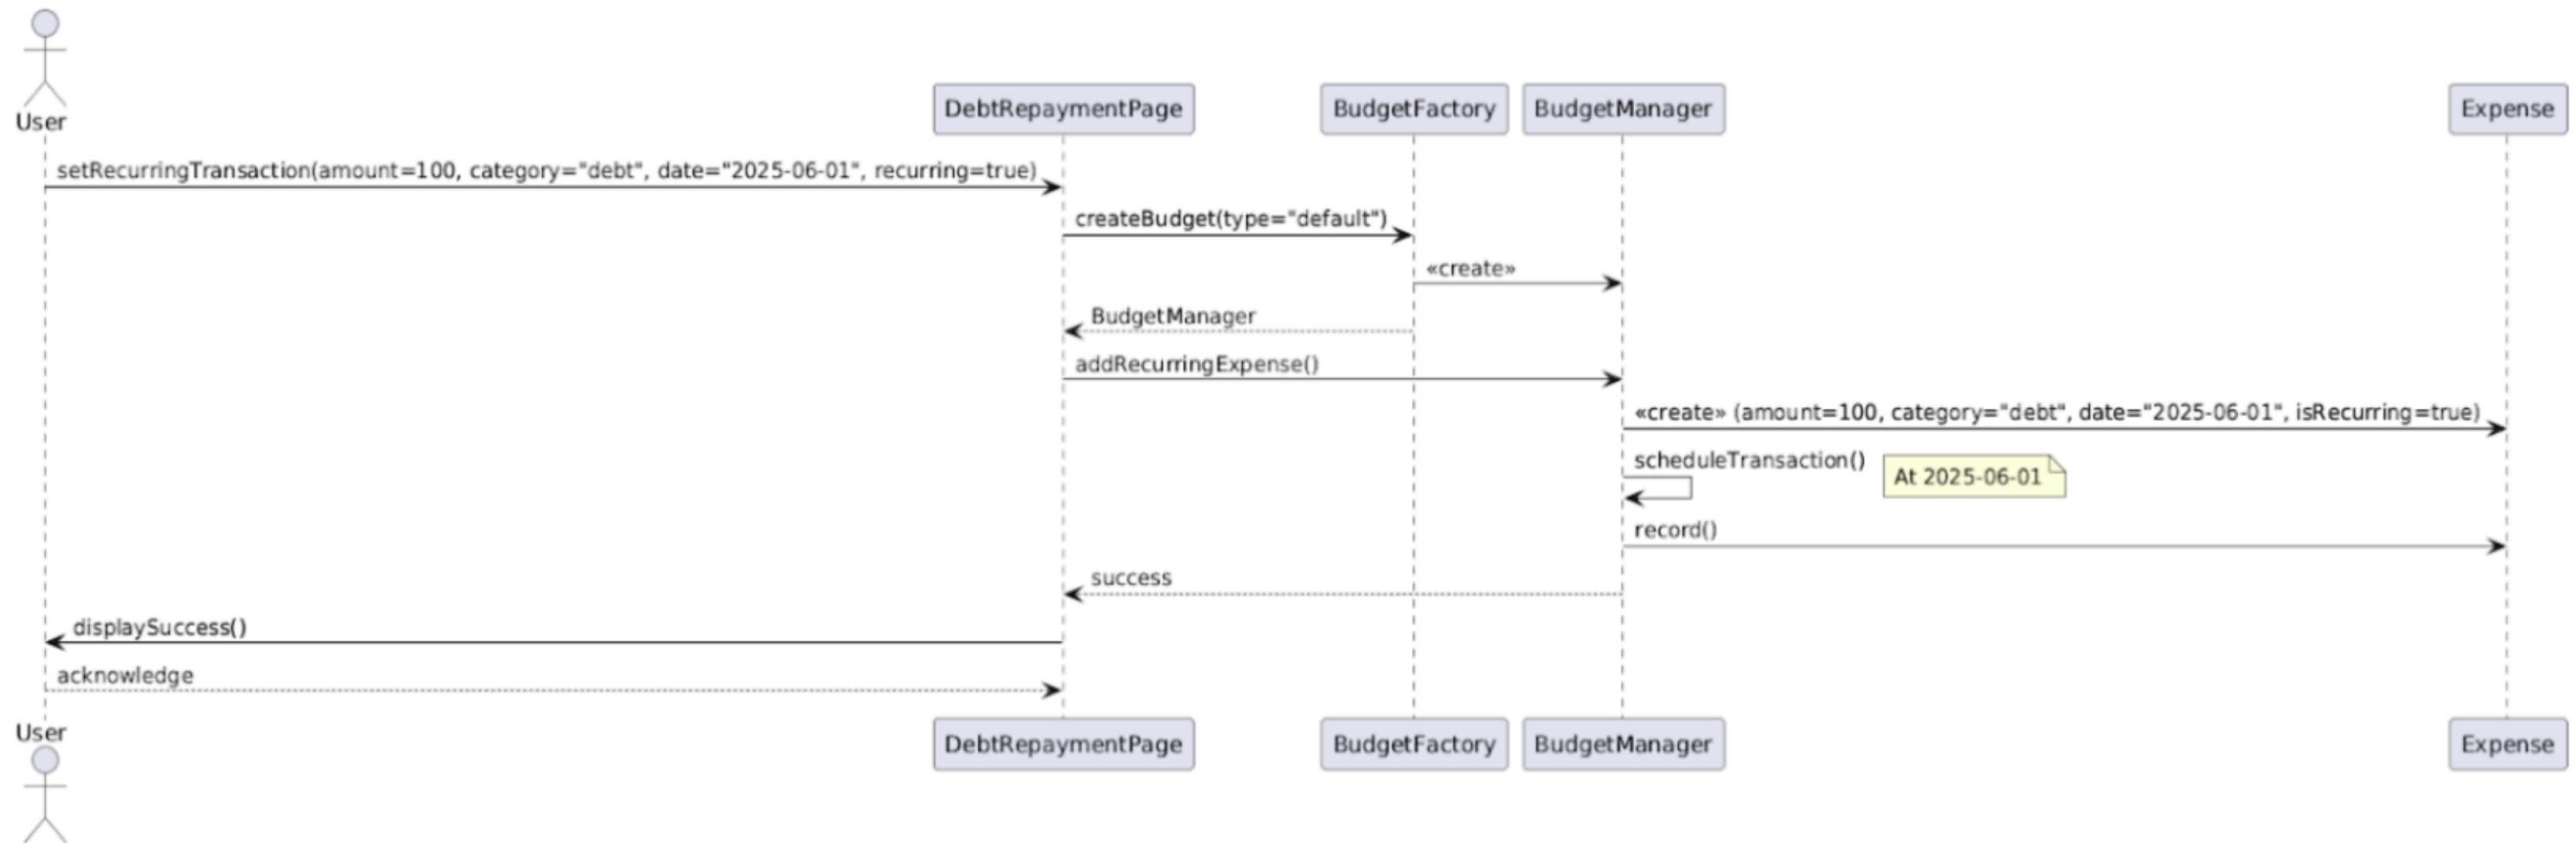 User
DebtRepaymentPage
BudgetFactory
BudgetManager
Expense
setRecurringTransaction(amount=100, category="debt", date="2025-06-01", recurring=true)
createBudget(type="default")
«create»
BudgetManager
addRecurringExpense()
«create» (amount=100, category="debt", date="2025-06-01", isRecurring=true)
scheduleTransaction()
At 2025-06-01
record()
success
displaySuccess()
acknowledge
User
DebtRepaymentPage
BudgetFactory
BudgetManager
Expense